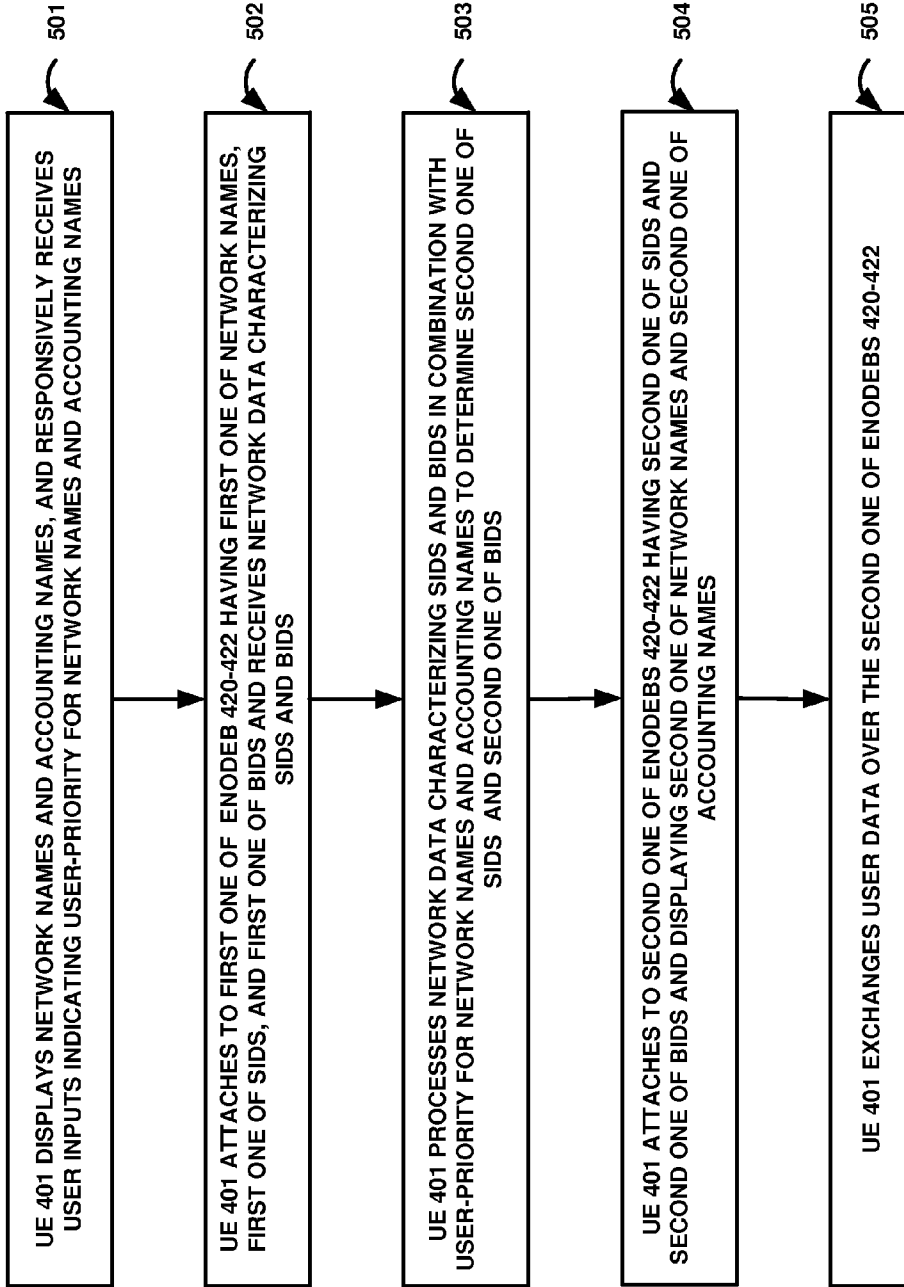 UE 401 DISPLAYS NETWORK NAMES AND ACCOUNTING NAMES, AND RESPONSIVELY RECEIVES
USER INPUTS INDICATING USER-PRIORITY FOR NETWORK NAMES AND ACCOUNTING NAMES
501
UE 401 ATTACHES TO FIRST ONE OF ENODEB 420-422 HAVING FIRST ONE OF NETWORK NAMES,
FIRST ONE OF SIDS, AND FIRST ONE OF BIDS AND RECEIVES NETWORK DATA CHARACTERIZING
SIDS AND BIDS
502
UE 401 PROCESSES NETWORK DATA CHARACTERIZING SIDS AND BIDS IN COMBINATION WITH
USER-PRIORITY FOR NETWORK NAMES AND ACCOUNTING NAMES TO DETERMINE SECOND ONE OF
SIDS AND SECOND ONE OF BIDS
503
UE 401 ATTACHES TO SECOND ONE OF ENODEBS 420-422 HAVING SECOND ONE OF SIDS AND
SECOND ONE OF BIDS AND DISPLAYING SECOND ONE OF NETWORK NAMES AND SECOND ONE OF
ACCOUNTING NAMES
504
UE 401 EXCHANGES USER DATA OVER THE SECOND ONE OF ENODEBS 420-422
505